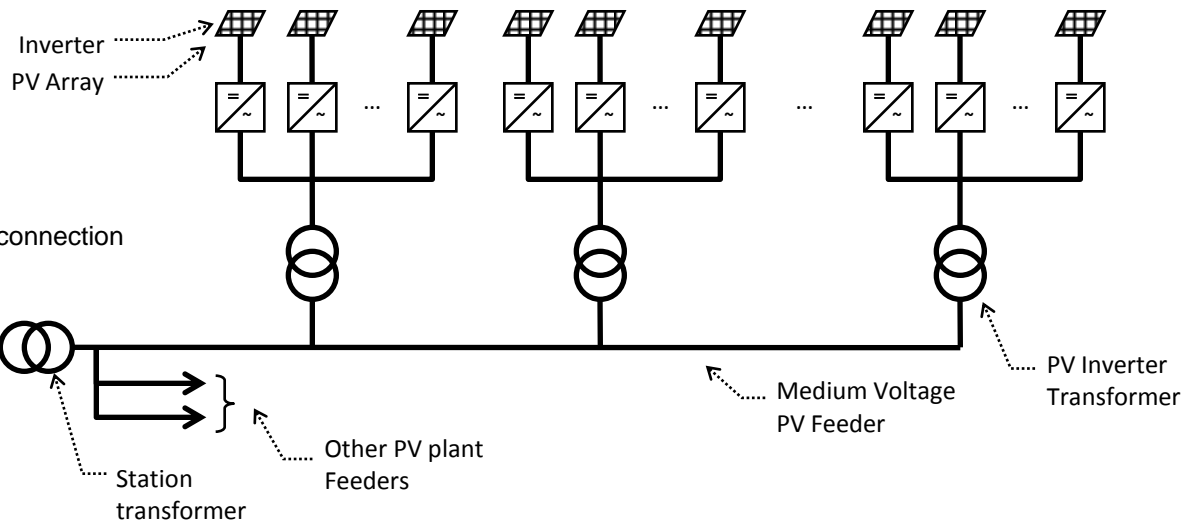 Inverter
PV Array
=
~
=
~
...
=
~
=
~
=
~
...
=
~
...
=
~
=
~
...
=
~
connection
PV Inverter
Transformer
Medium Voltage
PV Feeder
Other PV plant
Feeders
Station
transformer